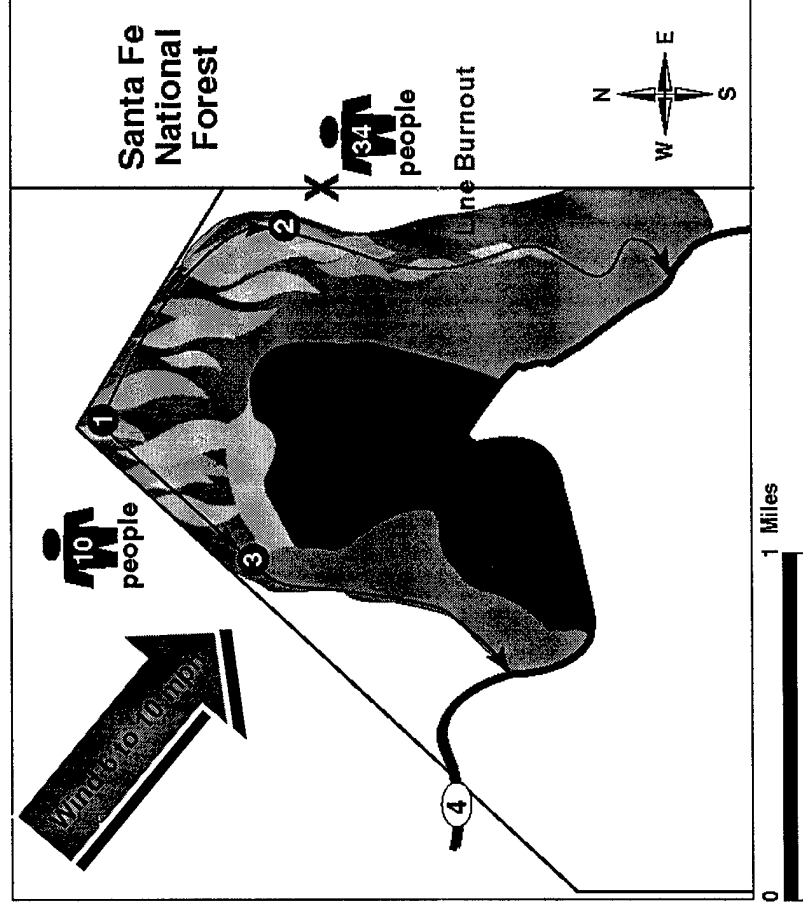 Santa Fe
National
Forest
Wind 6 to 10 mph
10
people
1
2
3
X
34
people
Line Burnout
4
N
W
E
S
0
1
Miles